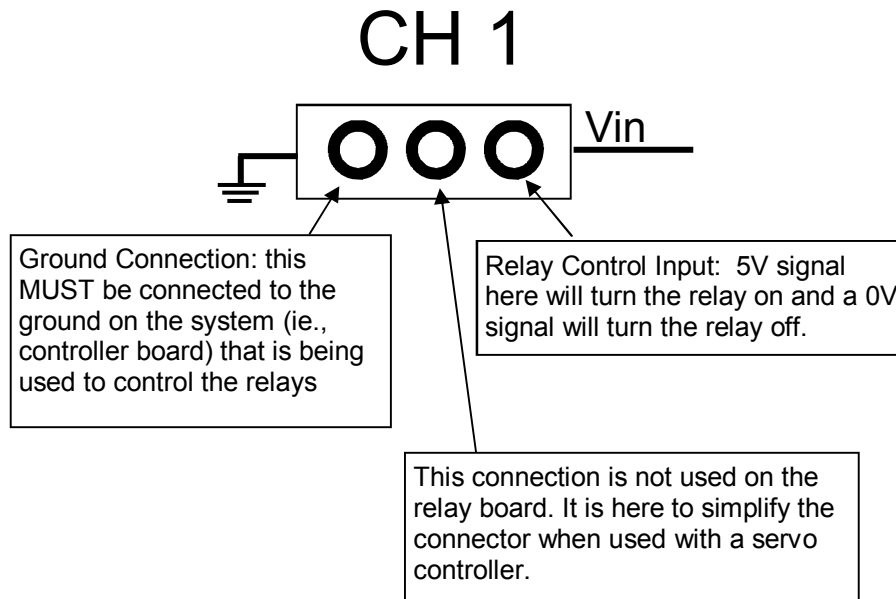 CH 1
Vin
Ground Connection: this
MUST be connected to the
ground on the system (ie.,
controller board) that is being
used to control the relays
Relay Control Input:  5V signal
here will turn the relay on and a 0V
signal will turn the relay off.
This connection is not used on the
relay board. It is here to simplify the
connector when used with a servo
controller.